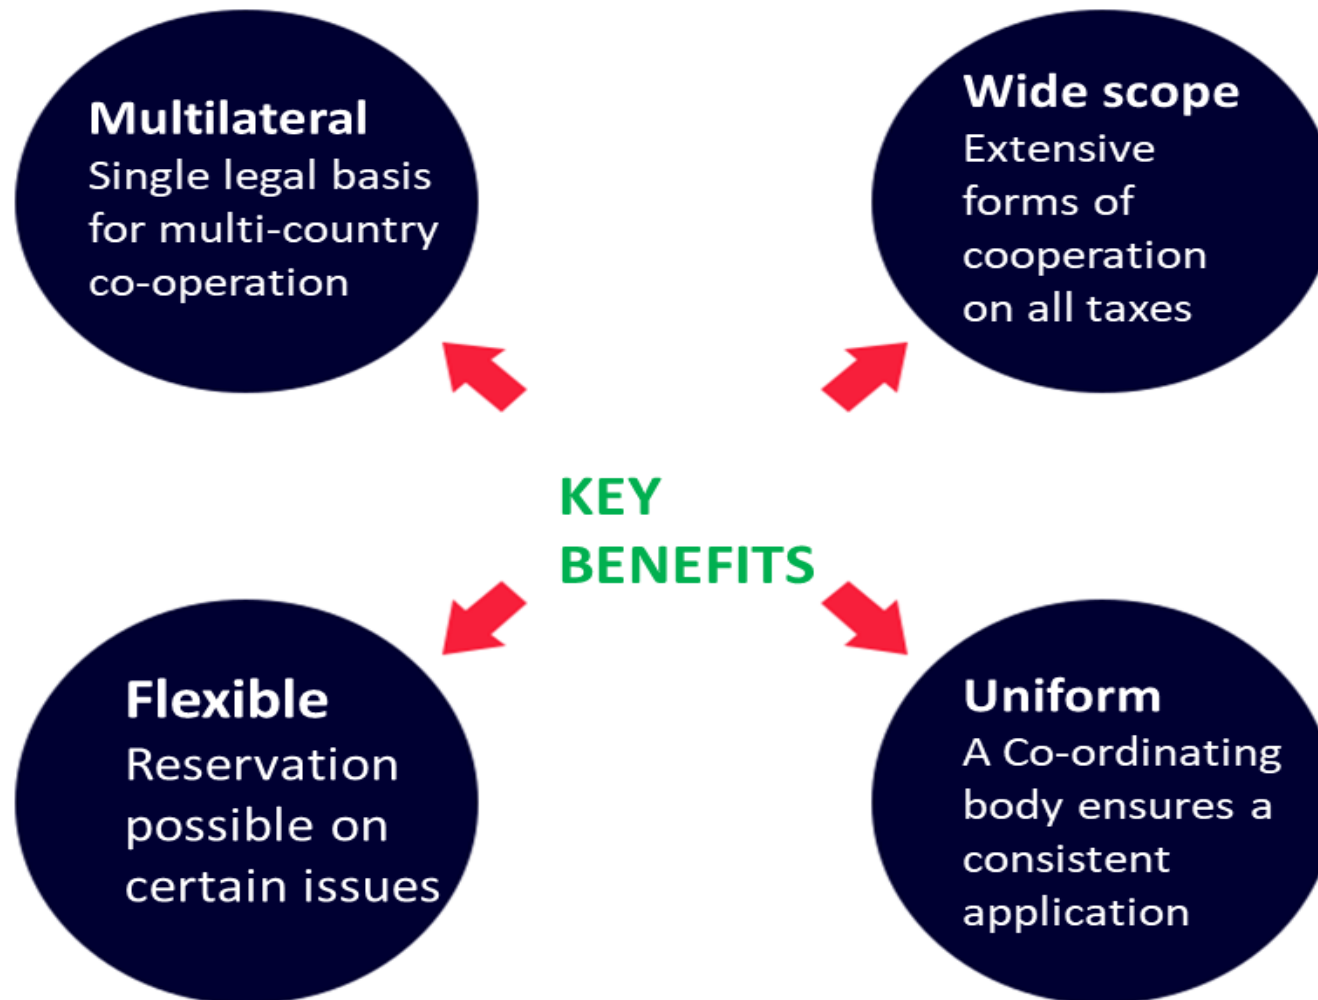 Multilateral
Single legal basis
for multi-country
co-operation
Wide scope
Extensive
forms of
cooperation
on all taxes
KEY
BENEFITS
Flexible
Reservation
possible on
certain issues
Uniform
A Co-ordinating
body ensures a
consistent
application